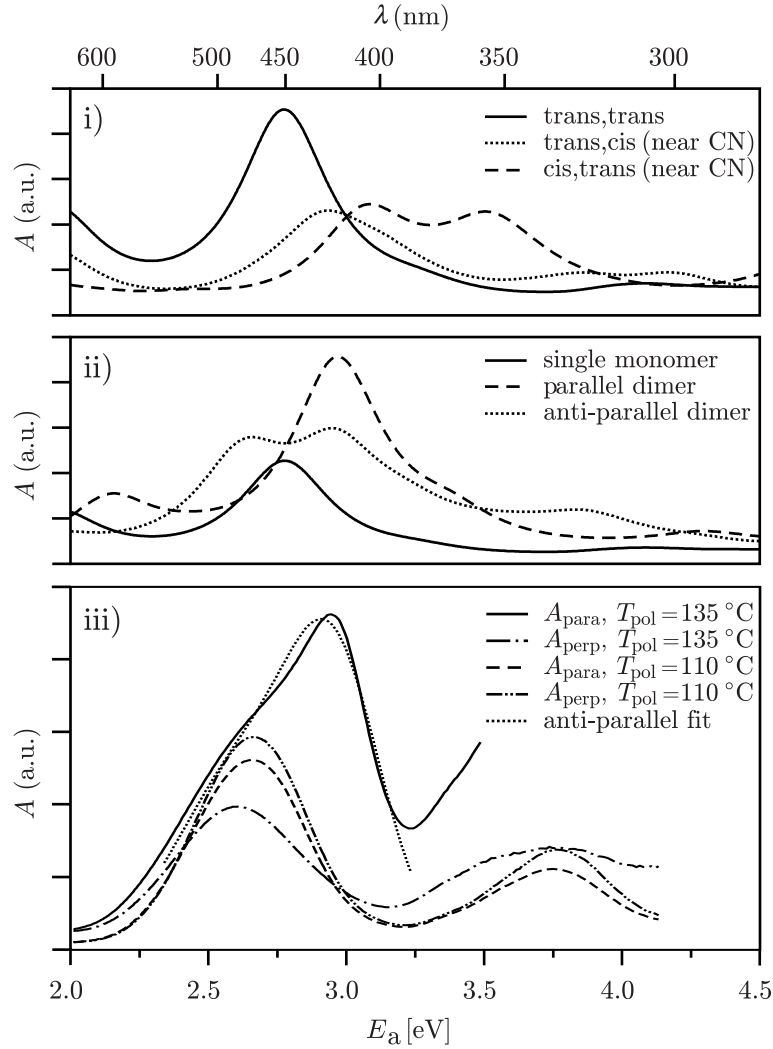 λ (nm)
600 500 450 400 350 300
i)
trans,trans
trans,cis (near CN)
cis,trans (near CN)
A (a.u.)
ii)
single monomer
parallel dimer
anti-parallel dimer
A (a.u.)
iii)
A_para, T_pol = 135 °C
A_perp, T_pol = 135 °C
A_para, T_pol = 110 °C
A_perp, T_pol = 110 °C
anti-parallel fit
A (a.u.)
2.0 2.5 3.0 3.5 4.0 4.5
E_a [eV]